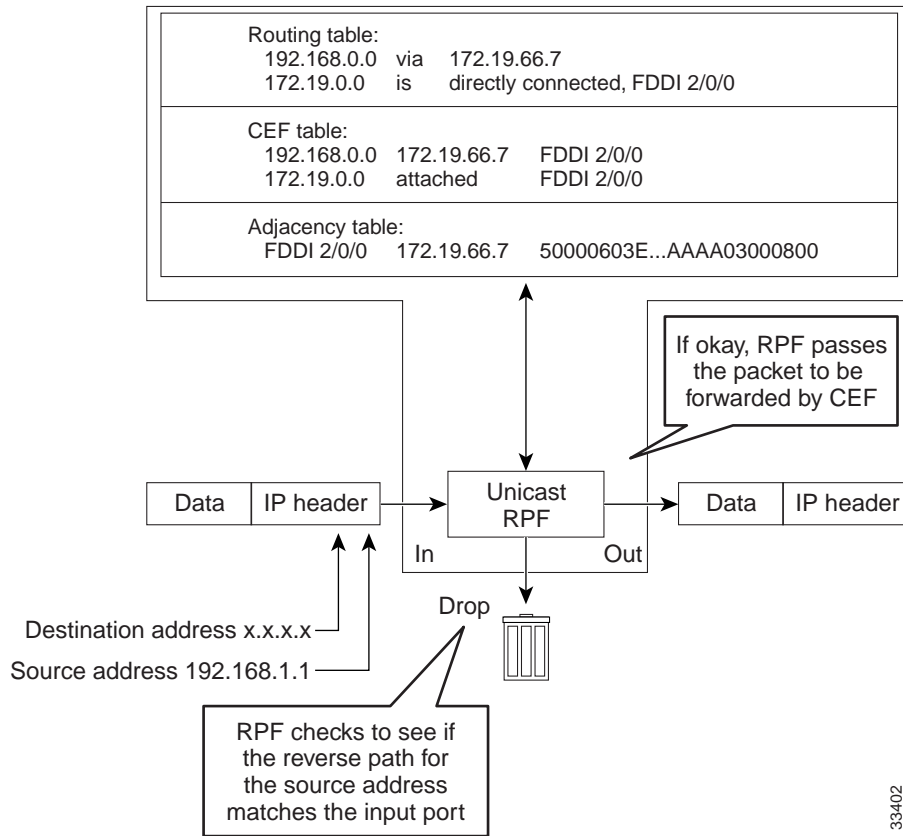 Routing table:
192.168.0.0 via 172.19.66.7
172.19.0.0 is directly connected, FDDI 2/0/0
CEF table:
192.168.0.0 172.19.66.7 FDDI 2/0/0
172.19.0.0 attached FDDI 2/0/0
Adjacency table:
FDDI 2/0/0 172.19.66.7 50000603E...AAAA03000800
If okay, RPF passes
the packet to be
forwarded by CEF
Data IP header
Unicast
RPF
Data IP header
In Out
Drop
Destination address x.x.x.x
Source address 192.168.1.1
RPF checks to see if
the reverse path for
the source address
matches the input port
33402